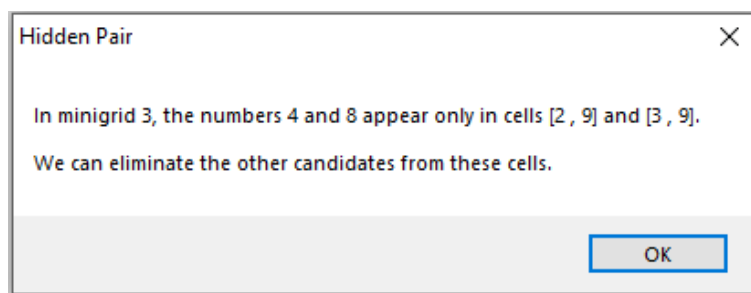 Hidden Pair
In minigrid 3, the numbers 4 and 8 appear only in cells [2 , 9] and [3 , 9].
We can eliminate the other candidates from these cells.
OK